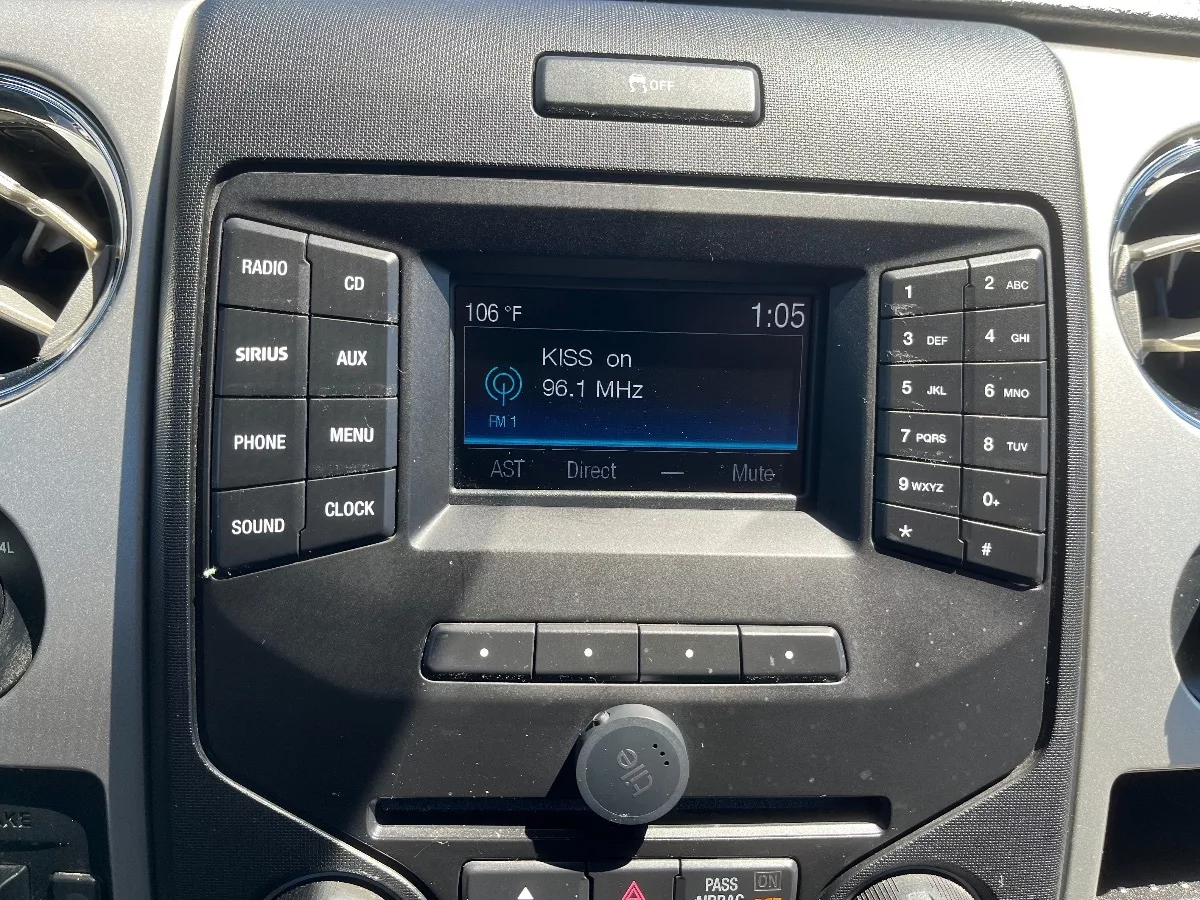 OFF
RADIO
CD
SIRIUS
AUX
PHONE
MENU
SOUND
CLOCK
106 °F
1:05
KISS on
96.1 MHz
FM 1
AST Direct — Mute
1
2 ABC
3 DEF
4 GHI
5 JKL
6 MNO
7 PQRS
8 TUV
9 WXYZ
0+
*
#
4L
tile
PASS
AIRBAG
ON